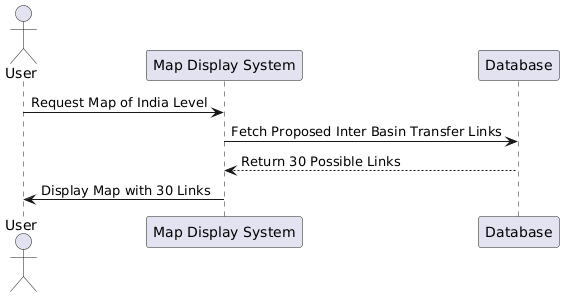 User
Map Display System
Database
Request Map of India Level
Fetch Proposed Inter Basin Transfer Links
Return 30 Possible Links
Display Map with 30 Links
User
Map Display System
Database